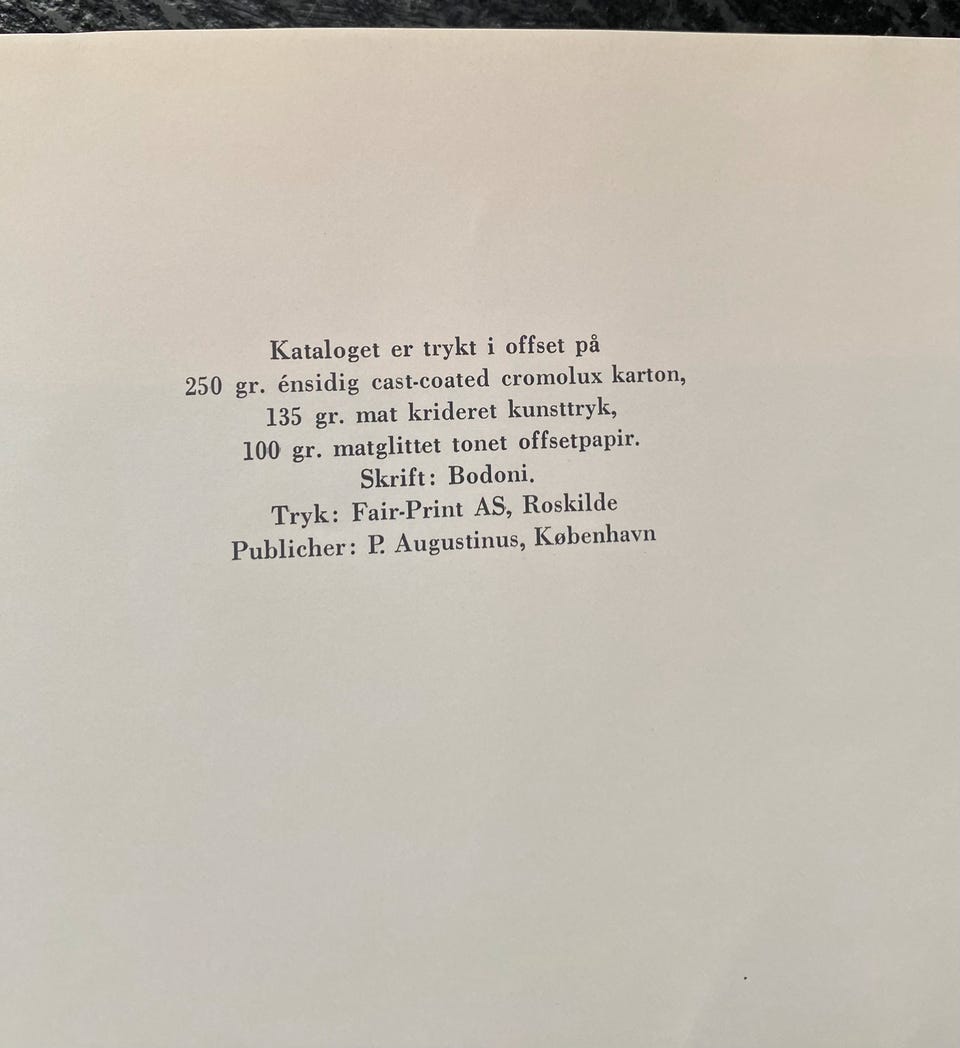 Kataloget er trykt i offset på
250 gr. énsidig cast-coated cromolux karton,
135 gr. mat krideret kunsttryk,
100 gr. matglittet tonet offsetpapir.
Skrift: Bodoni.
Tryk: Fair-Print AS, Roskilde
Publicher: P. Augustinus, København